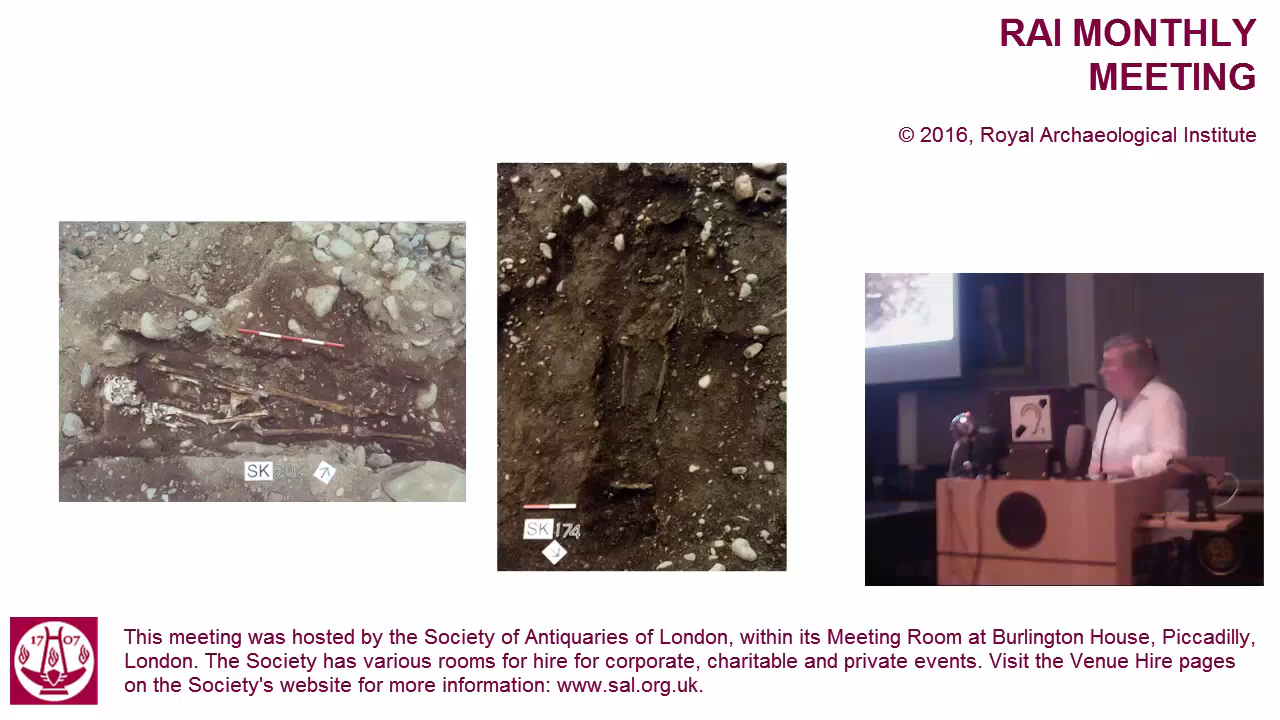 RAI MONTHLY
MEETING
© 2016, Royal Archaeological Institute
SK
SK 174
17 07
This meeting was hosted by the Society of Antiquaries of London, within its Meeting Room at Burlington House, Piccadilly,
London. The Society has various rooms for hire for corporate, charitable and private events. Visit the Venue Hire pages
on the Society's website for more information: www.sal.org.uk.